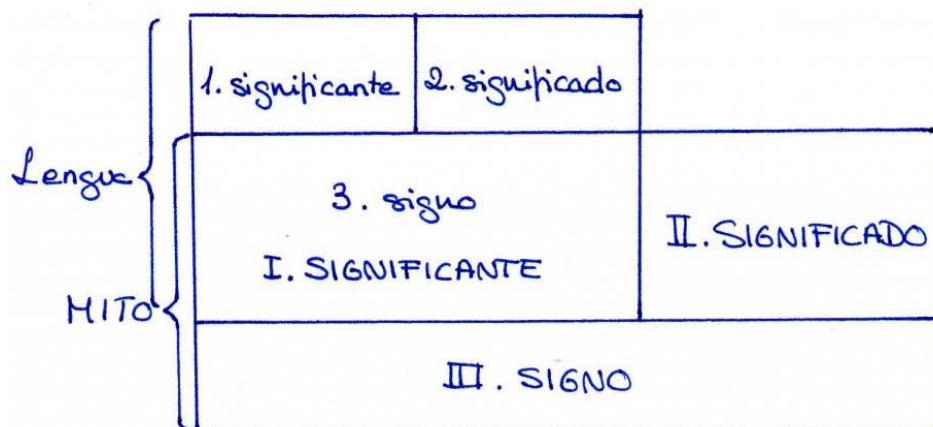 1. significante 2. significado
Lengua
3. signo
I. SIGNIFICANTE
II. SIGNIFICADO
MITO
III. SIGNO